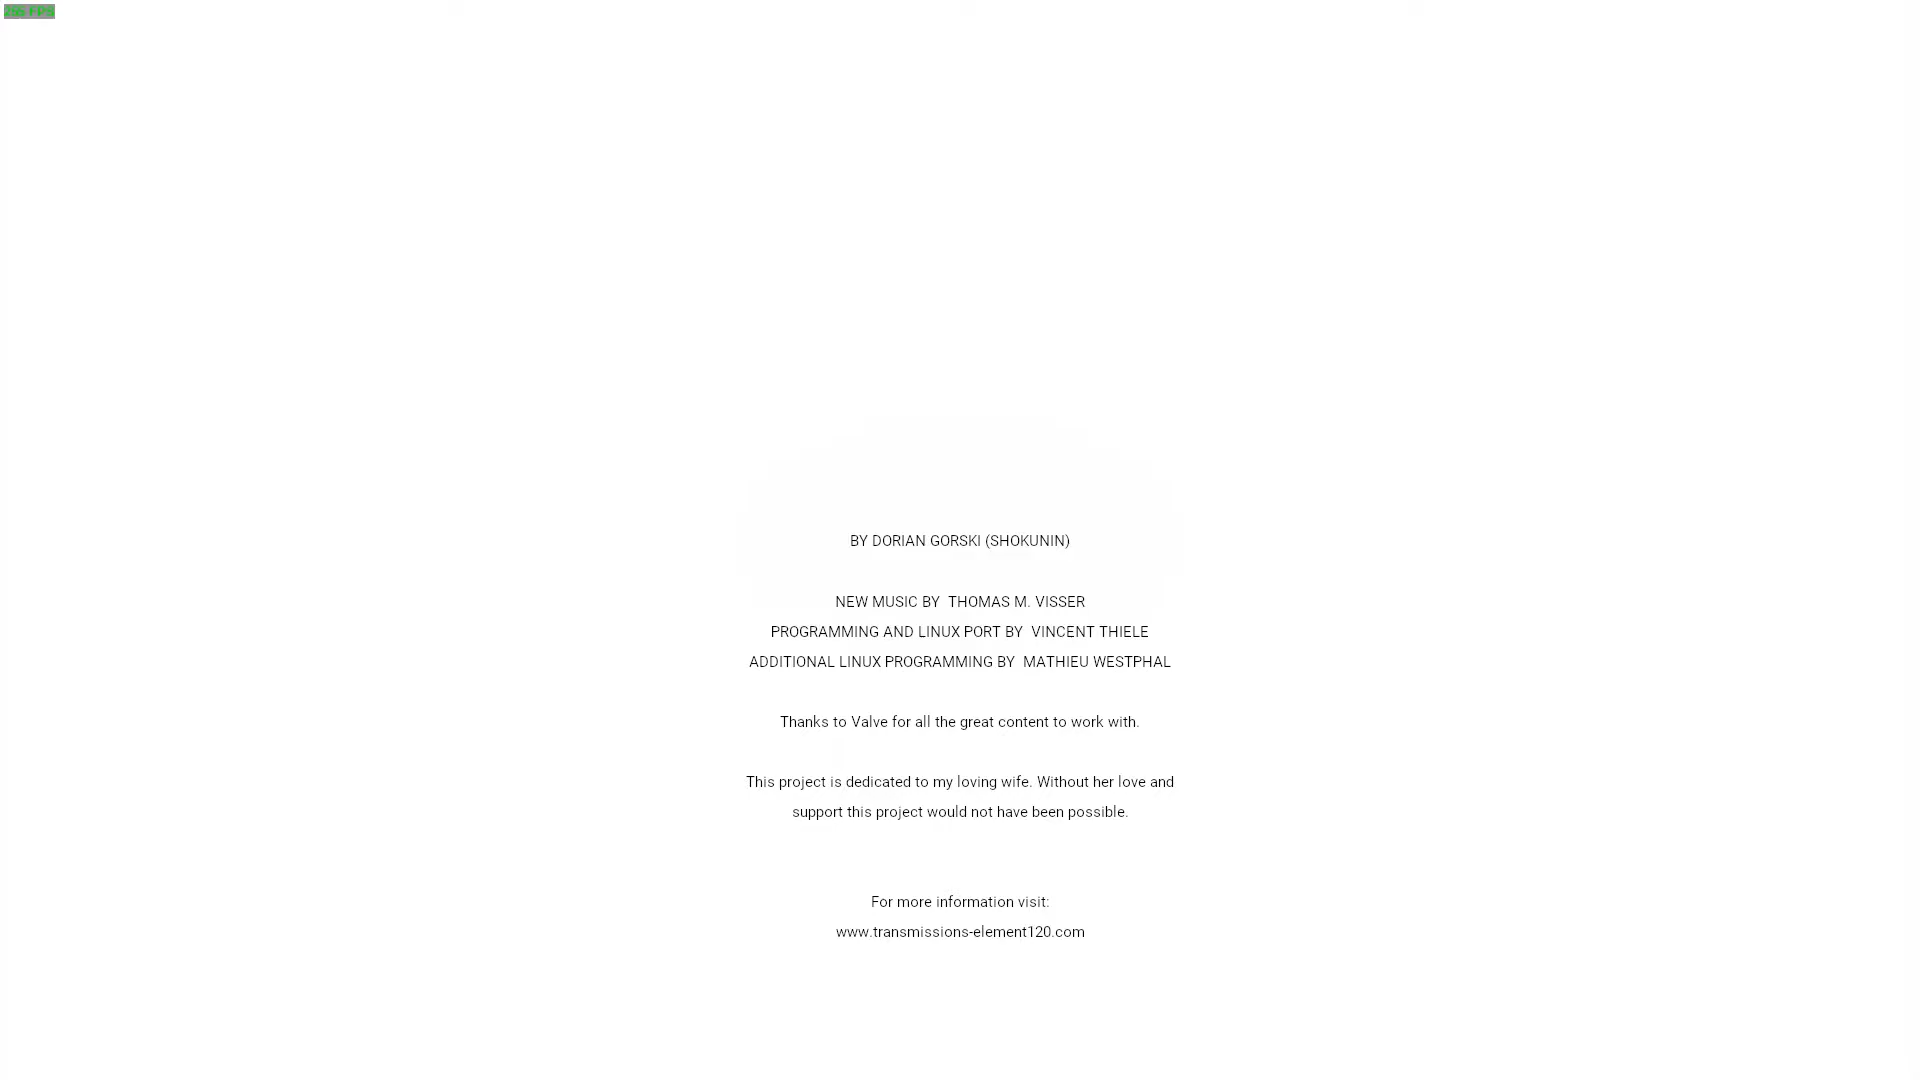 BY DORIAN GORSKI (SHOKUNIN)
NEW MUSIC BY  THOMAS M. VISSER
PROGRAMMING AND LINUX PORT BY  VINCENT THIELE
ADDITIONAL LINUX PROGRAMMING BY  MATHIEU WESTPHAL
Thanks to Valve for all the great content to work with.
This project is dedicated to my loving wife. Without her love and
support this project would not have been possible.
For more information visit:
www.transmissions-element120.com